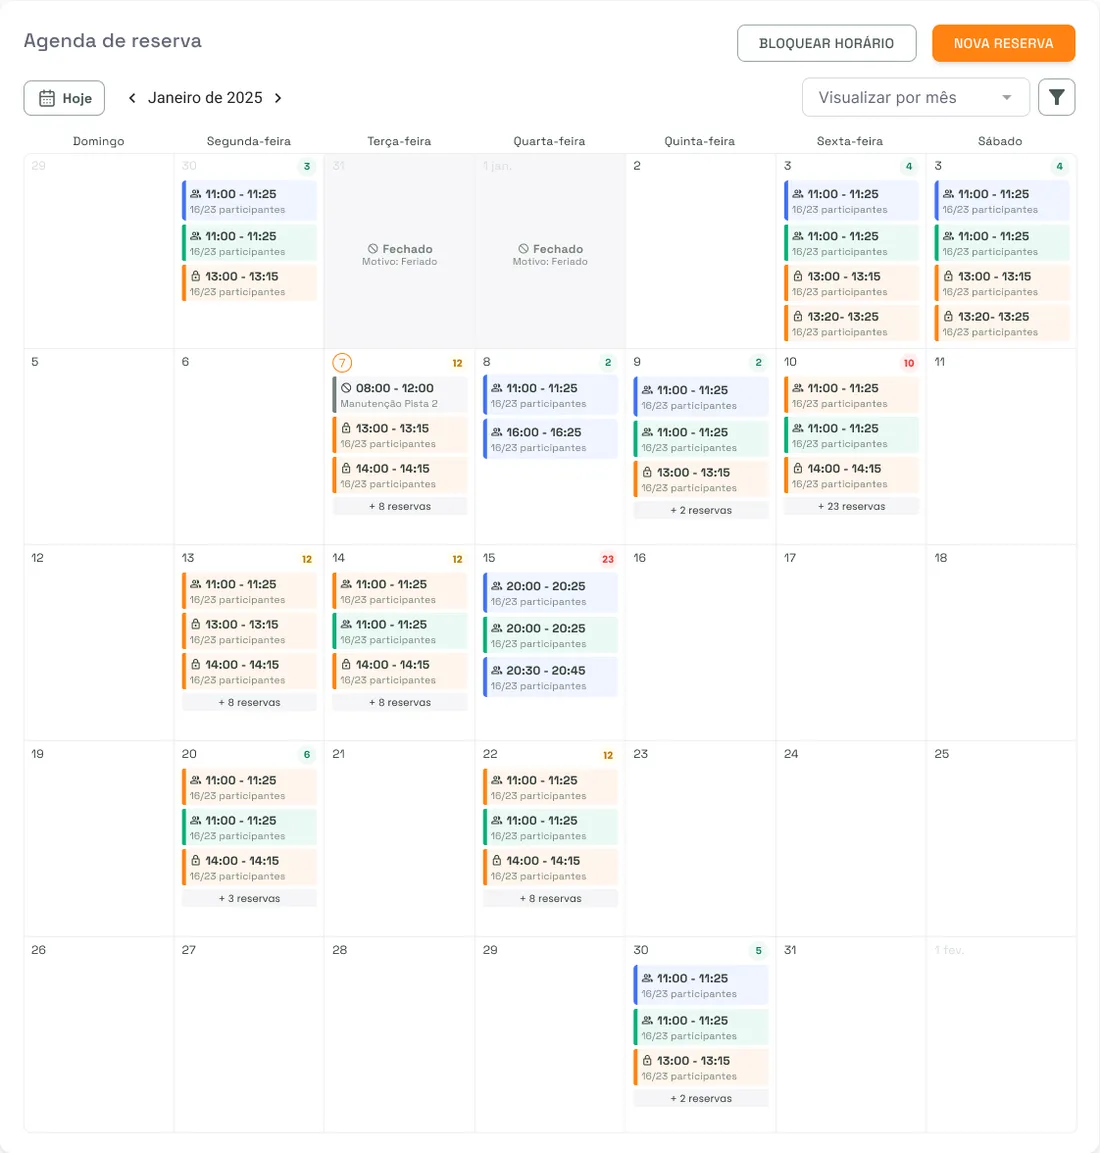 Agenda de reserva
BLOQUEAR HORÁRIO
NOVA RESERVA
Hoje
Janeiro de 2025
Visualizar por mês
Domingo
Segunda-feira
Terça-feira
Quarta-feira
Quinta-feira
Sexta-feira
Sábado
29
30
3
11:00 - 11:25
16/23 participantes
11:00 - 11:25
16/23 participantes
13:00 - 13:15
16/23 participantes
31
Fechado
Motivo: Feriado
1 jan.
Fechado
Motivo: Feriado
2
3
4
11:00 - 11:25
16/23 participantes
11:00 - 11:25
16/23 participantes
13:00 - 13:15
16/23 participantes
13:20- 13:25
16/23 participantes
3
4
11:00 - 11:25
16/23 participantes
11:00 - 11:25
16/23 participantes
13:00 - 13:15
16/23 participantes
13:20- 13:25
16/23 participantes
5
6
7
12
08:00 - 12:00
Manutenção Pista 2
13:00 - 13:15
16/23 participantes
14:00 - 14:15
16/23 participantes
+ 8 reservas
8
2
11:00 - 11:25
16/23 participantes
16:00 - 16:25
16/23 participantes
9
2
11:00 - 11:25
16/23 participantes
11:00 - 11:25
16/23 participantes
13:00 - 13:15
16/23 participantes
+ 2 reservas
10
10
11:00 - 11:25
16/23 participantes
11:00 - 11:25
16/23 participantes
14:00 - 14:15
16/23 participantes
+ 23 reservas
11
12
13
12
11:00 - 11:25
16/23 participantes
13:00 - 13:15
16/23 participantes
14:00 - 14:15
16/23 participantes
+ 8 reservas
14
12
11:00 - 11:25
16/23 participantes
11:00 - 11:25
16/23 participantes
14:00 - 14:15
16/23 participantes
+ 8 reservas
15
23
20:00 - 20:25
16/23 participantes
20:00 - 20:25
16/23 participantes
20:30 - 20:45
16/23 participantes
16
17
18
19
20
6
11:00 - 11:25
16/23 participantes
11:00 - 11:25
16/23 participantes
14:00 - 14:15
16/23 participantes
+ 3 reservas
21
22
12
11:00 - 11:25
16/23 participantes
11:00 - 11:25
16/23 participantes
14:00 - 14:15
16/23 participantes
+ 8 reservas
23
24
25
26
27
28
29
30
5
11:00 - 11:25
16/23 participantes
11:00 - 11:25
16/23 participantes
13:00 - 13:15
16/23 participantes
+ 2 reservas
31
1 fev.